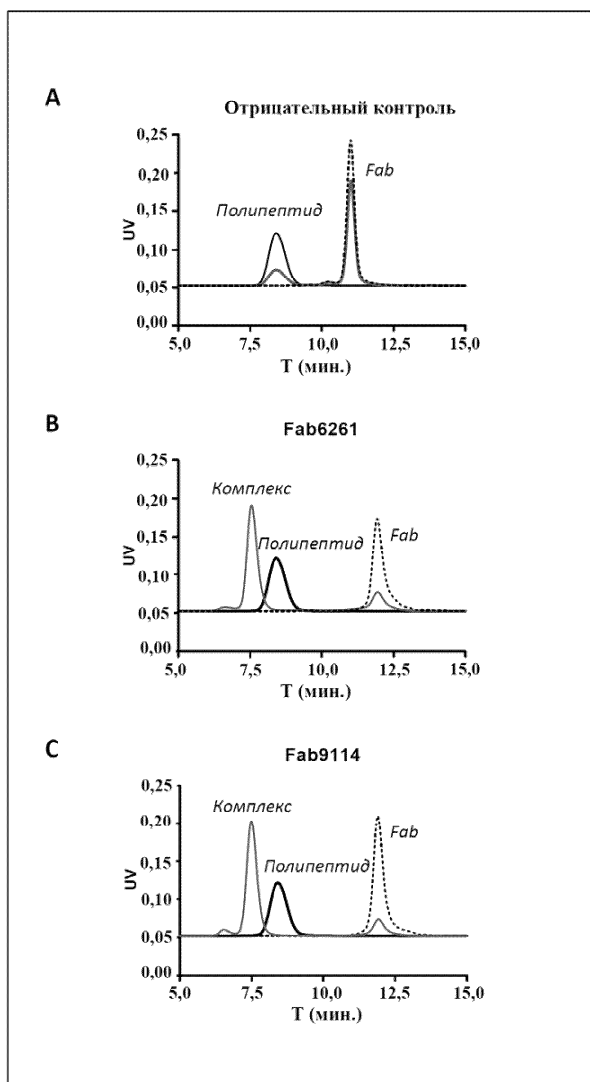 A
Отрицательный контроль
0,25
0,20
0,15
0,10
0,05
0,00
UV
Полипептид
Fab
5,0 7,5 10,0 12,5 15,0
T (мин.)
B
Fab6261
0,25
0,20
0,15
0,10
0,05
0,00
UV
Комплекс
Полипептид
Fab
5,0 7,5 10,0 12,5 15,0
T (мин.)
C
Fab9114
0,25
0,20
0,15
0,10
0,05
0,00
UV
Комплекс
Полипептид
Fab
5,0 7,5 10,0 12,5 15,0
T (мин.)